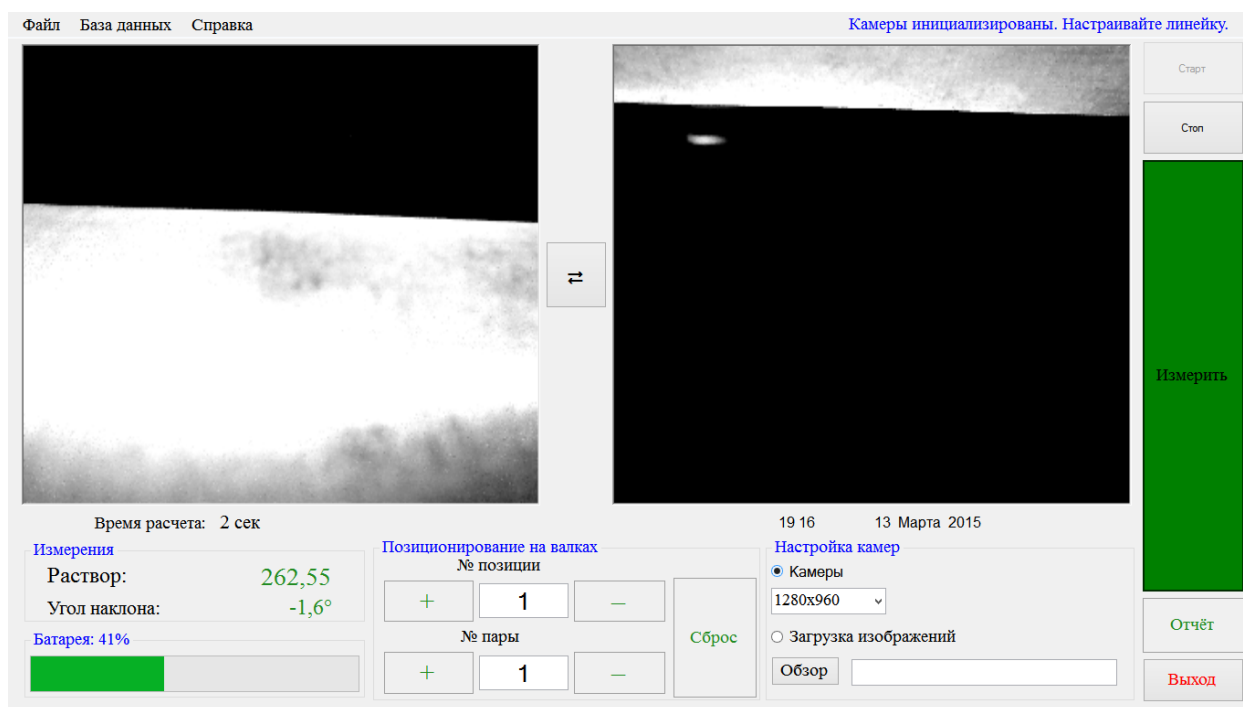 Файл База данных Справка
Камеры инициализированы. Настраивайте линейку.
Старт
Стоп
⇄
Измерить
Время расчета: 2 сек
19 16 13 Марта 2015
Измерения
Раствор: 262,55
Угол наклона: -1,6°
Батарея: 41%
Позиционирование на валках
№ позиции
+ 1 –
№ пары
+ 1 –
Сброс
Настройка камер
Камеры
1280x960
Загрузка изображений
Обзор
Отчёт
Выход